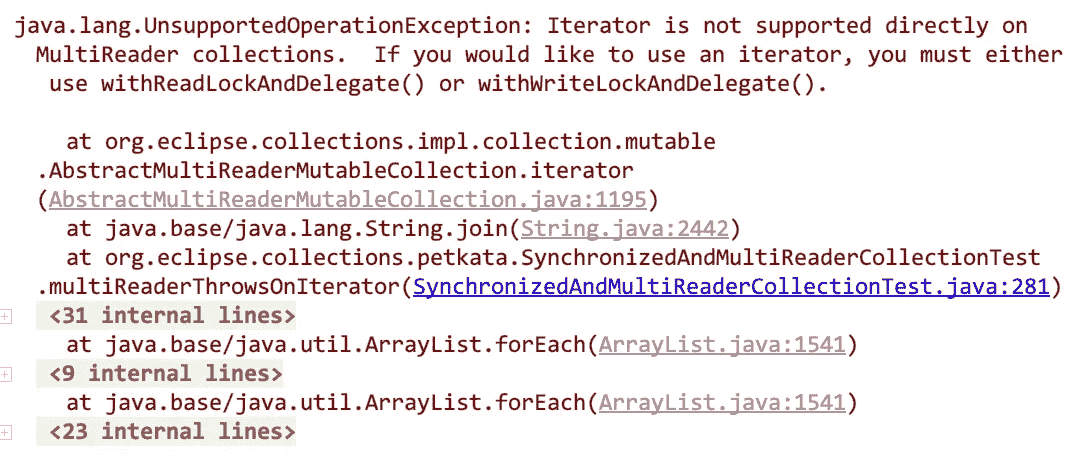 java.lang.UnsupportedOperationException: Iterator is not supported directly on
MultiReader collections.  If you would like to use an iterator, you must either
use withReadLockAndDelegate() or withWriteLockAndDelegate().
at org.eclipse.collections.impl.collection.mutable
.AbstractMultiReaderMutableCollection.iterator
(AbstractMultiReaderMutableCollection.java:1195)
at java.base/java.lang.String.join(String.java:2442)
at org.eclipse.collections.petkata.SynchronizedAndMultiReaderCollectionTest
.multiReaderThrowsOnIterator(SynchronizedAndMultiReaderCollectionTest.java:281)
<31 internal lines>
at java.base/java.util.ArrayList.forEach(ArrayList.java:1541)
<9 internal lines>
at java.base/java.util.ArrayList.forEach(ArrayList.java:1541)
<23 internal lines>